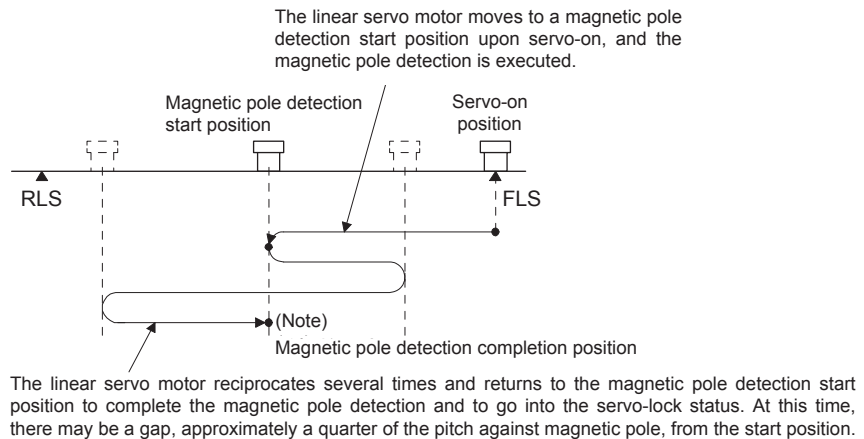 The linear servo motor moves to a magnetic pole
detection start position upon servo-on, and the
magnetic pole detection is executed.
Magnetic pole detection
start position
Servo-on
position
RLS
FLS
(Note)
Magnetic pole detection completion position
The linear servo motor reciprocates several times and returns to the magnetic pole detection start
position to complete the magnetic pole detection and to go into the servo-lock status. At this time,
there may be a gap, approximately a quarter of the pitch against magnetic pole, from the start position.